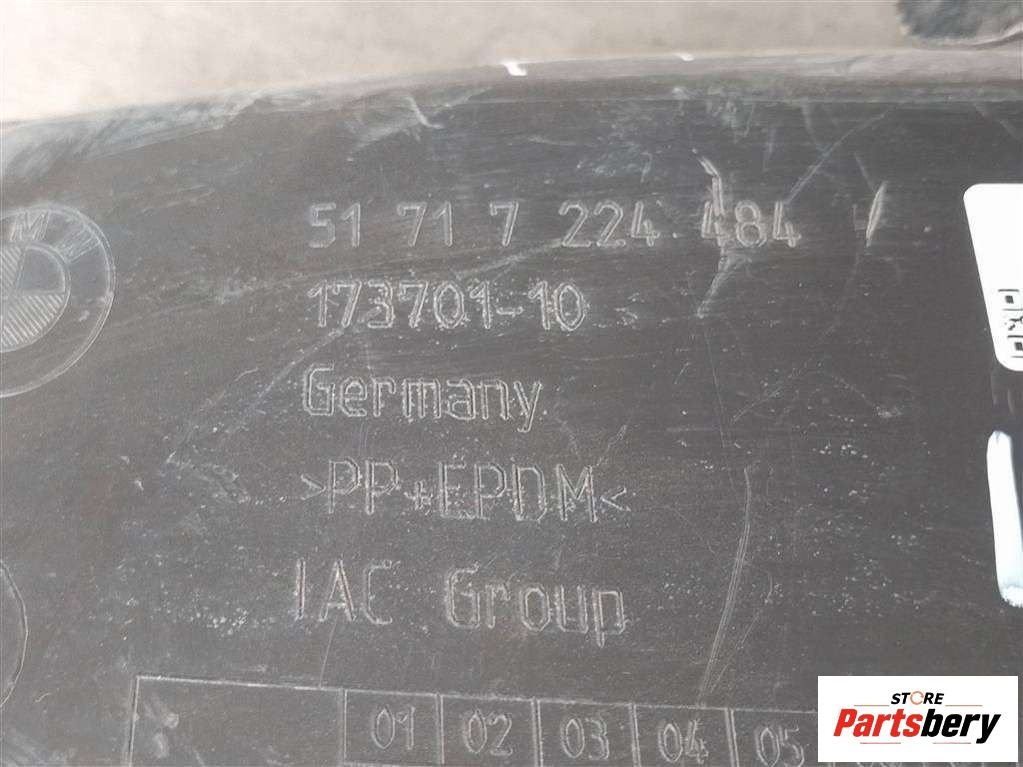 BMW
51 71 7 224 484
173701-10
Germany
>PP+EPDM<
IAC Group
01 02 03 04 05
STORE
Partsbery